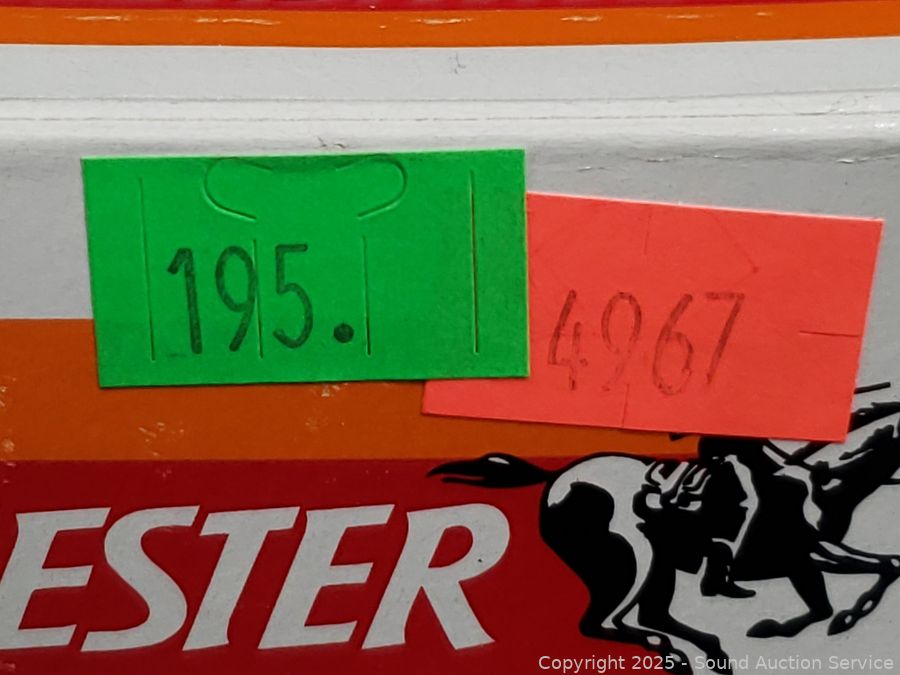 195.
4967
ESTER
Copyright 2025 - Sound Auction Service